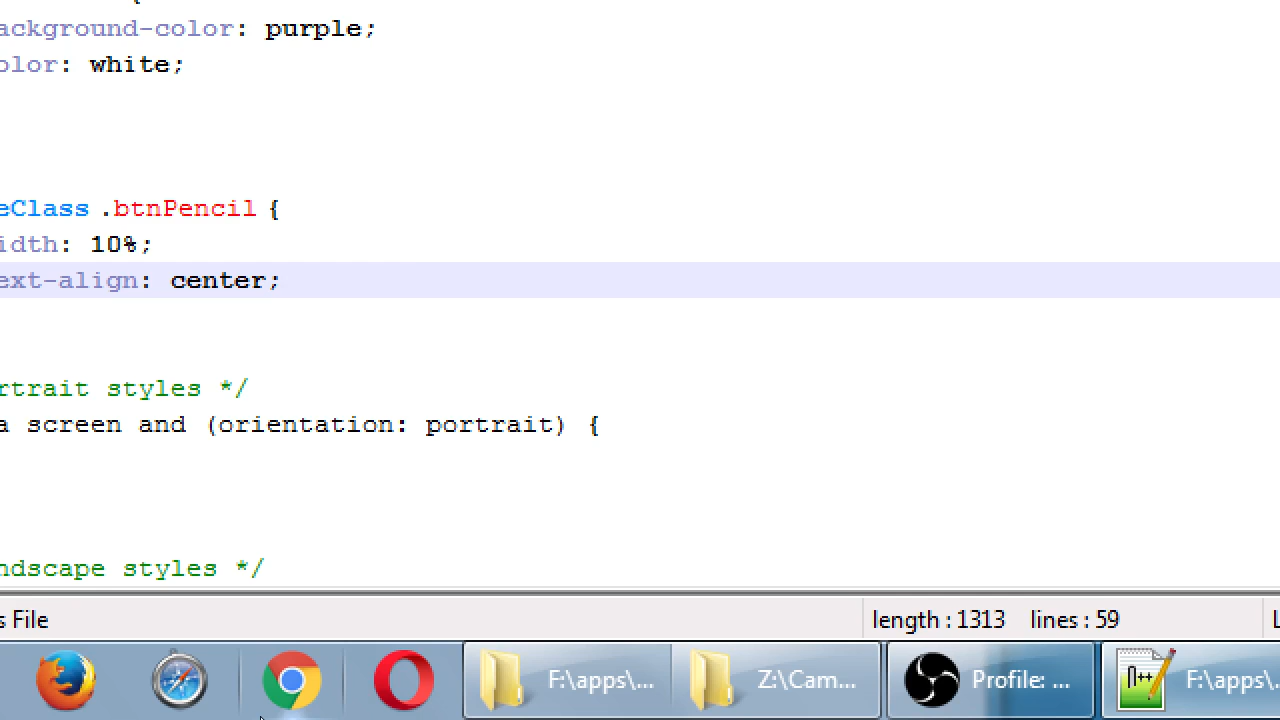 ackground-color: purple;
olor: white;
eClass .btnPencil {
idth: 10%;
ext-align: center;
rtrait styles */
a screen and (orientation: portrait) {
ndscape styles */
s File length : 1313 lines : 59 L
F:\apps\... Z:\Cam... Profile: ... F:\apps\.